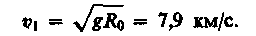 v₁ = √gR₀ = 7,9 км/с.